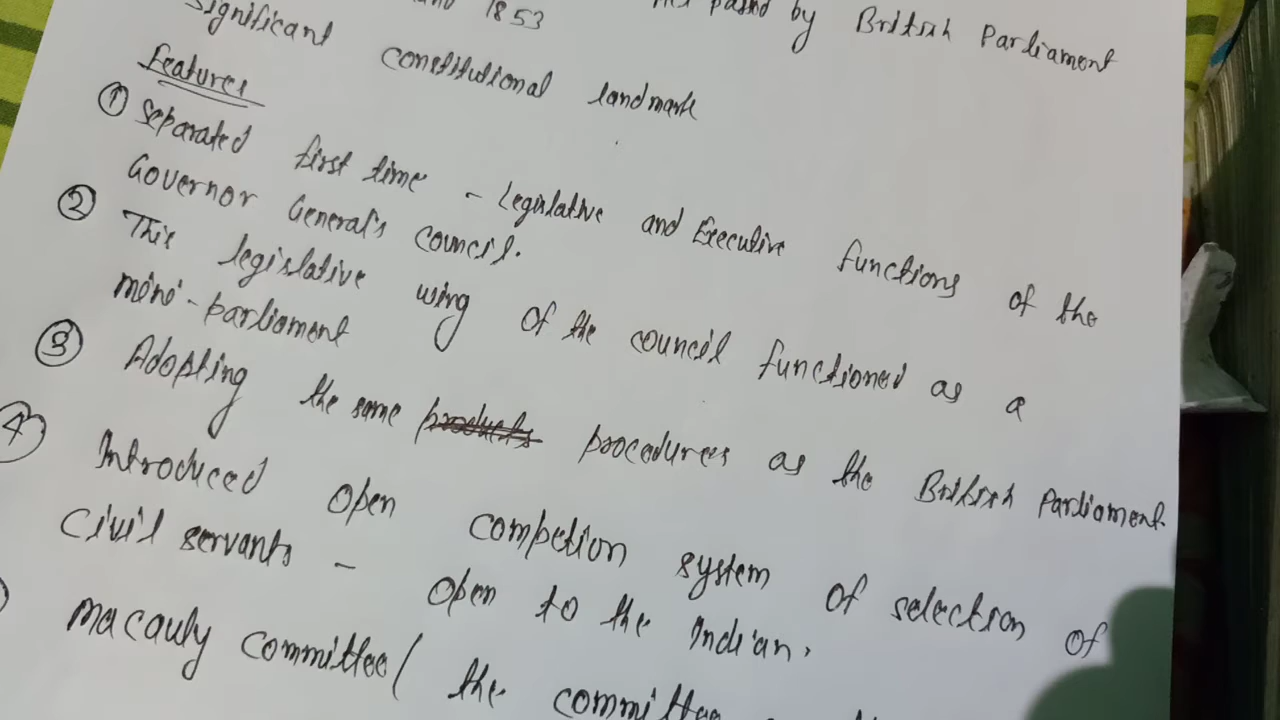 1853 passed by British Parliament
Significant constitutional landmark
Features
① Separated first time - Legislative and Executive functions of the
Governor General's council.
② This legislative wing of the council functioned as a
mini-parliament
③ Adopting the same procedures as the British Parliament
④ Introduced open competion system of selection of
civil servants - open to the Indian.
Macauly committee ( the committee